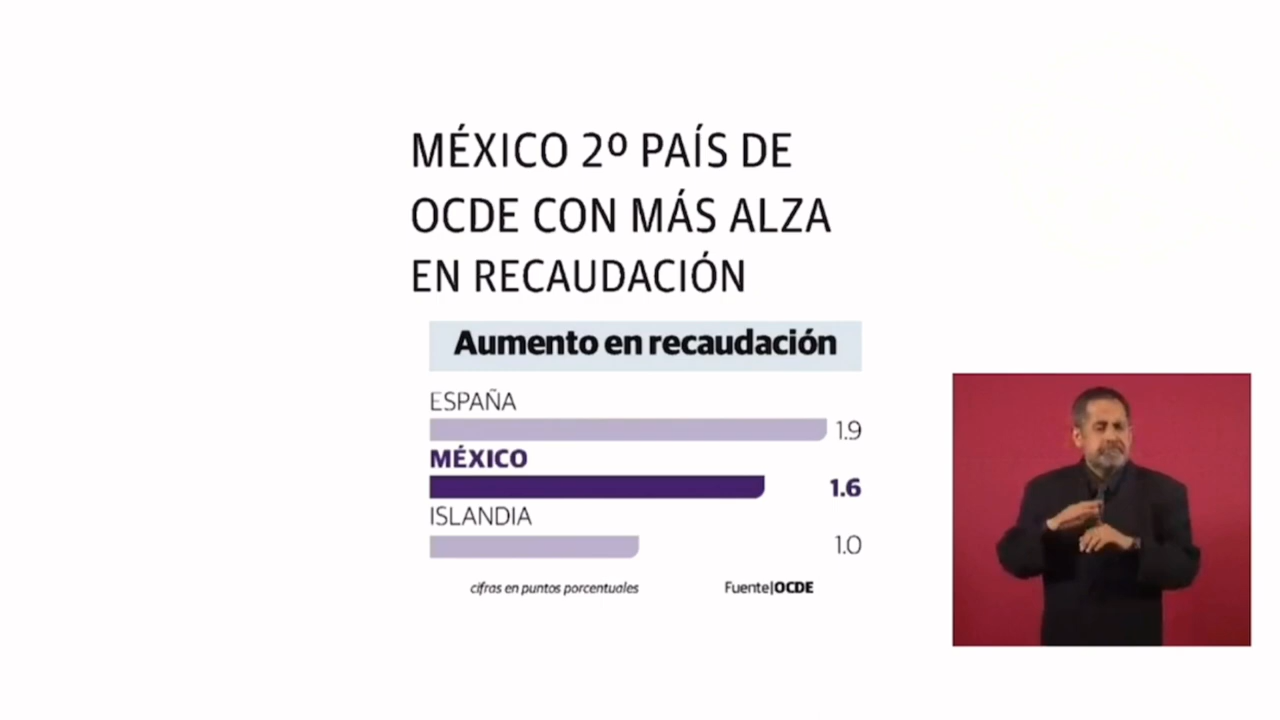 MÉXICO 2º PAÍS DE
OCDE CON MÁS ALZA
EN RECAUDACIÓN
Aumento en recaudación
ESPAÑA
1.9
MÉXICO
1.6
ISLANDIA
1.0
cifras en puntos porcentuales
Fuente|OCDE